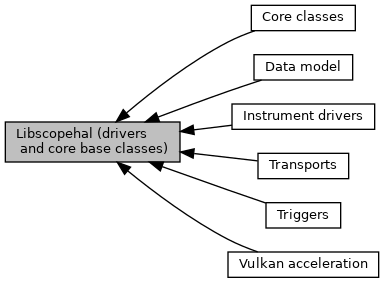 Core classes
Data model
Libscopehal (drivers
and core base classes)
Instrument drivers
Transports
Triggers
Vulkan acceleration